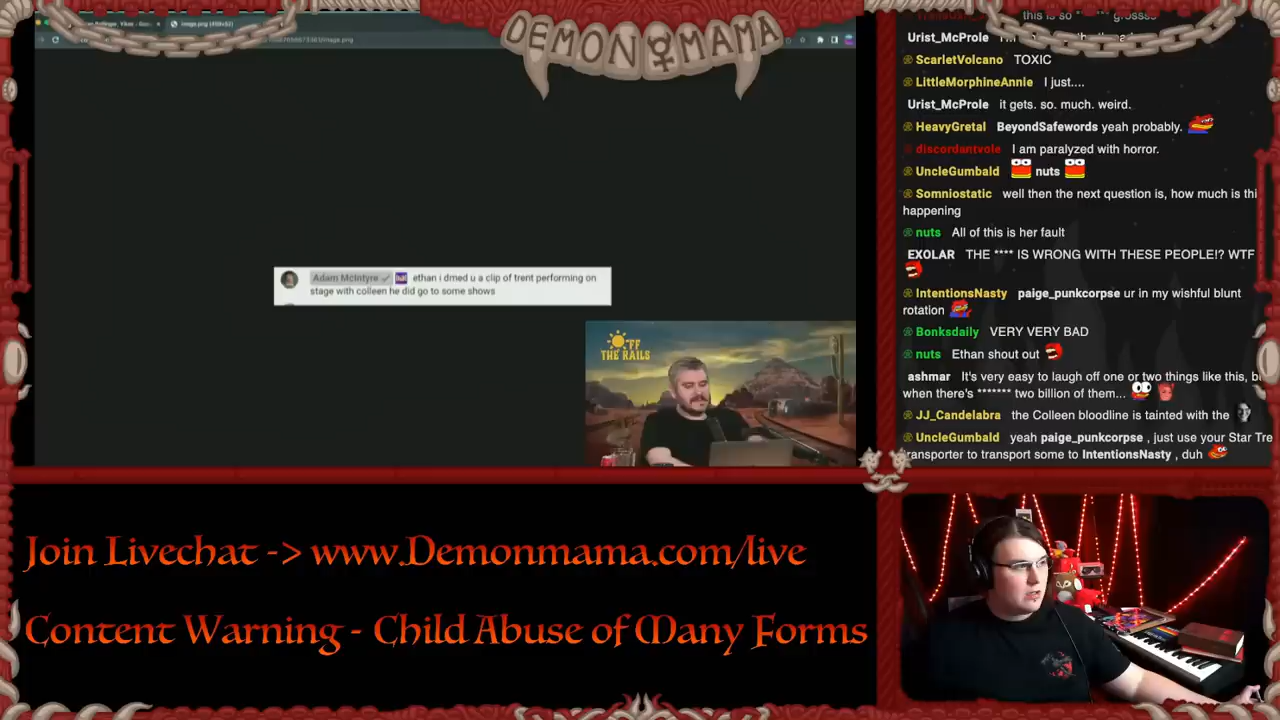 image.png
DEMON MAMA
Adam McIntyre ethan i dmed u a clip of trent performing on
stage with colleen he did go to some shows
OFF
THE RAILS
this is so
Urist_McProle
ScarletVolcano TOXIC
LittleMorphineAnnie I just....
Urist_McProle it gets. so. much. weird.
HeavyGretal BeyondSafewords yeah probably.
discordantvole I am paralyzed with horror.
UncleGumbald nuts
Somniostatic well then the next question is, how much is thi
happening
nuts All of this is her fault
EXOLAR THE **** IS WRONG WITH THESE PEOPLE!? WTF
IntentionsNasty paige_punkcorpse ur in my wishful blunt
rotation
Bonksdaily VERY VERY BAD
nuts Ethan shout out
ashmar It's very easy to laugh off one or two things like this, b
when there's ******* two billion of them...
JJ_Candelabra the Colleen bloodline is tainted with the
UncleGumbald yeah paige_punkcorpse , just use your Star Tre
transporter to transport some to IntentionsNasty , duh
Join Livechat -> www.Demonmama.com/live
Content Warning - Child Abuse of Many Forms